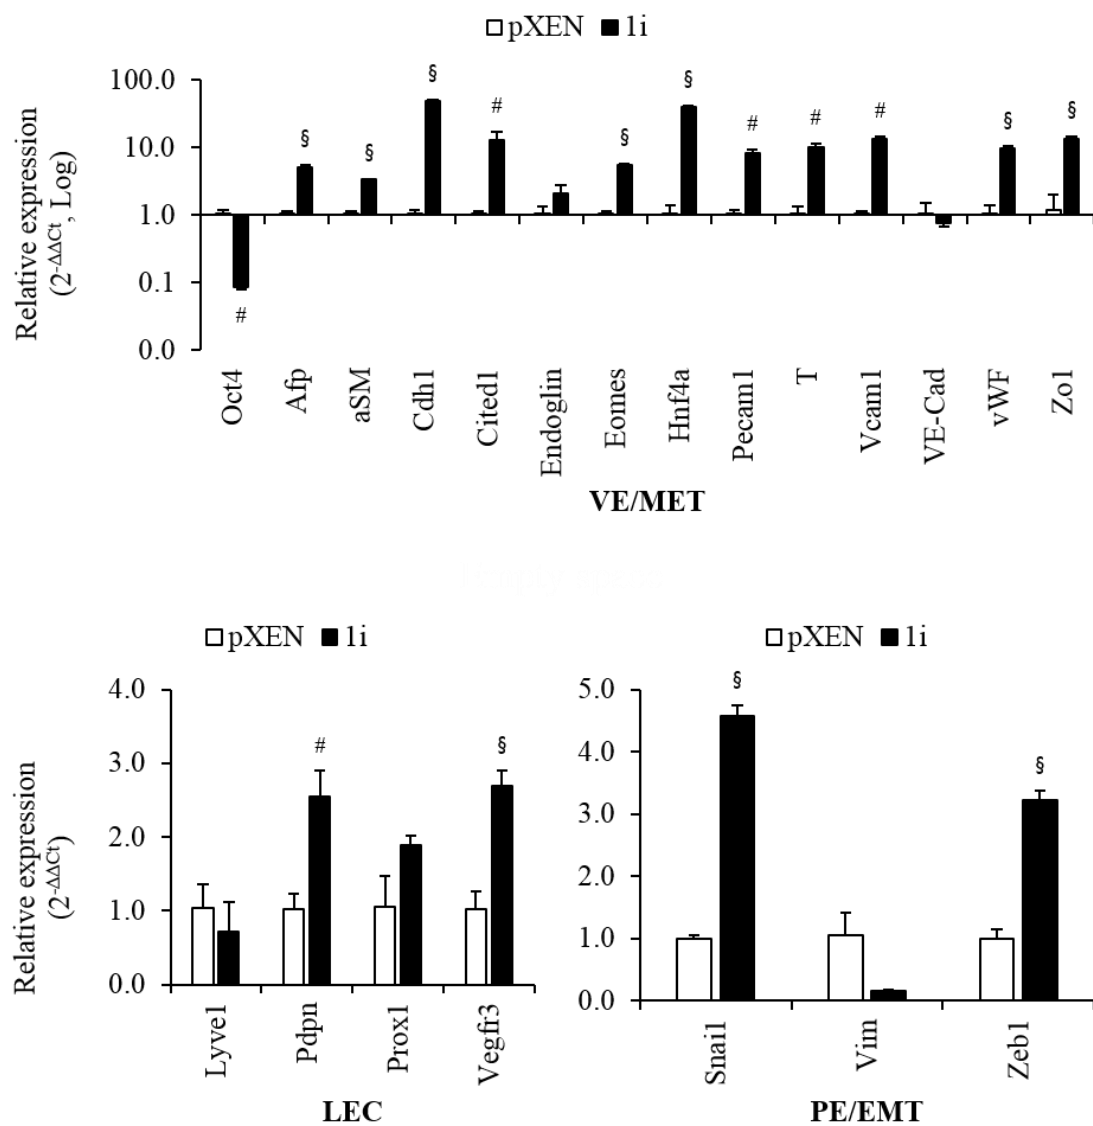 pXEN 1i
Relative expression
(2-ΔΔCt, Log)
100.0
10.0
1.0
0.1
0.0
§ § § # § § # # # § §
#
Oct4 Afp aSM Cdh1 Cited1 Endoglin Eomes Hnf4a Pecam1 T Vcam1 VE-Cad vWF Zo1
VE/MET
pXEN 1i
Relative expression
(2-ΔΔCt)
4.0
3.0
2.0
1.0
0.0
# §
Lyve1 Pdpn Prox1 Vegfr3
LEC
pXEN 1i
5.0
4.0
3.0
2.0
1.0
0.0
§ §
Snai1 Vim Zeb1
PE/EMT